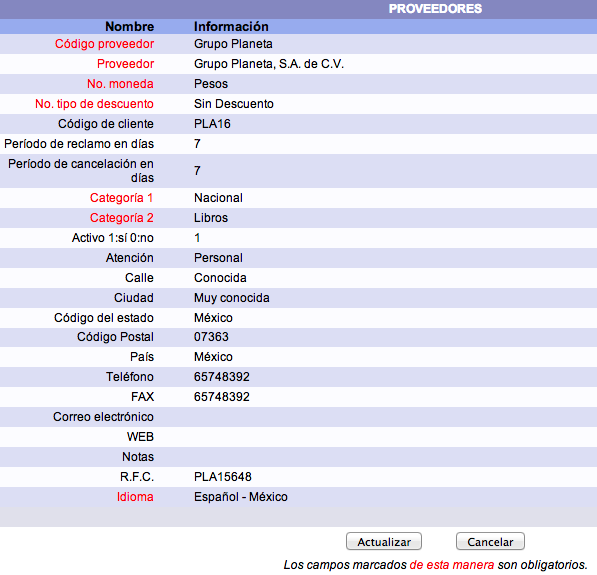 PROVEEDORES
Nombre Información
Código proveedor Grupo Planeta
Proveedor Grupo Planeta, S.A. de C.V.
No. moneda Pesos
No. tipo de descuento Sin Descuento
Código de cliente PLA16
Período de reclamo en días 7
Período de cancelación en
días 7
Categoría 1 Nacional
Categoría 2 Libros
Activo 1:sí 0:no 1
Atención Personal
Calle Conocida
Ciudad Muy conocida
Código del estado México
Código Postal 07363
País México
Teléfono 65748392
FAX 65748392
Correo electrónico
WEB
Notas
R.F.C. PLA15648
Idioma Español - México
Actualizar Cancelar
Los campos marcados de esta manera son obligatorios.